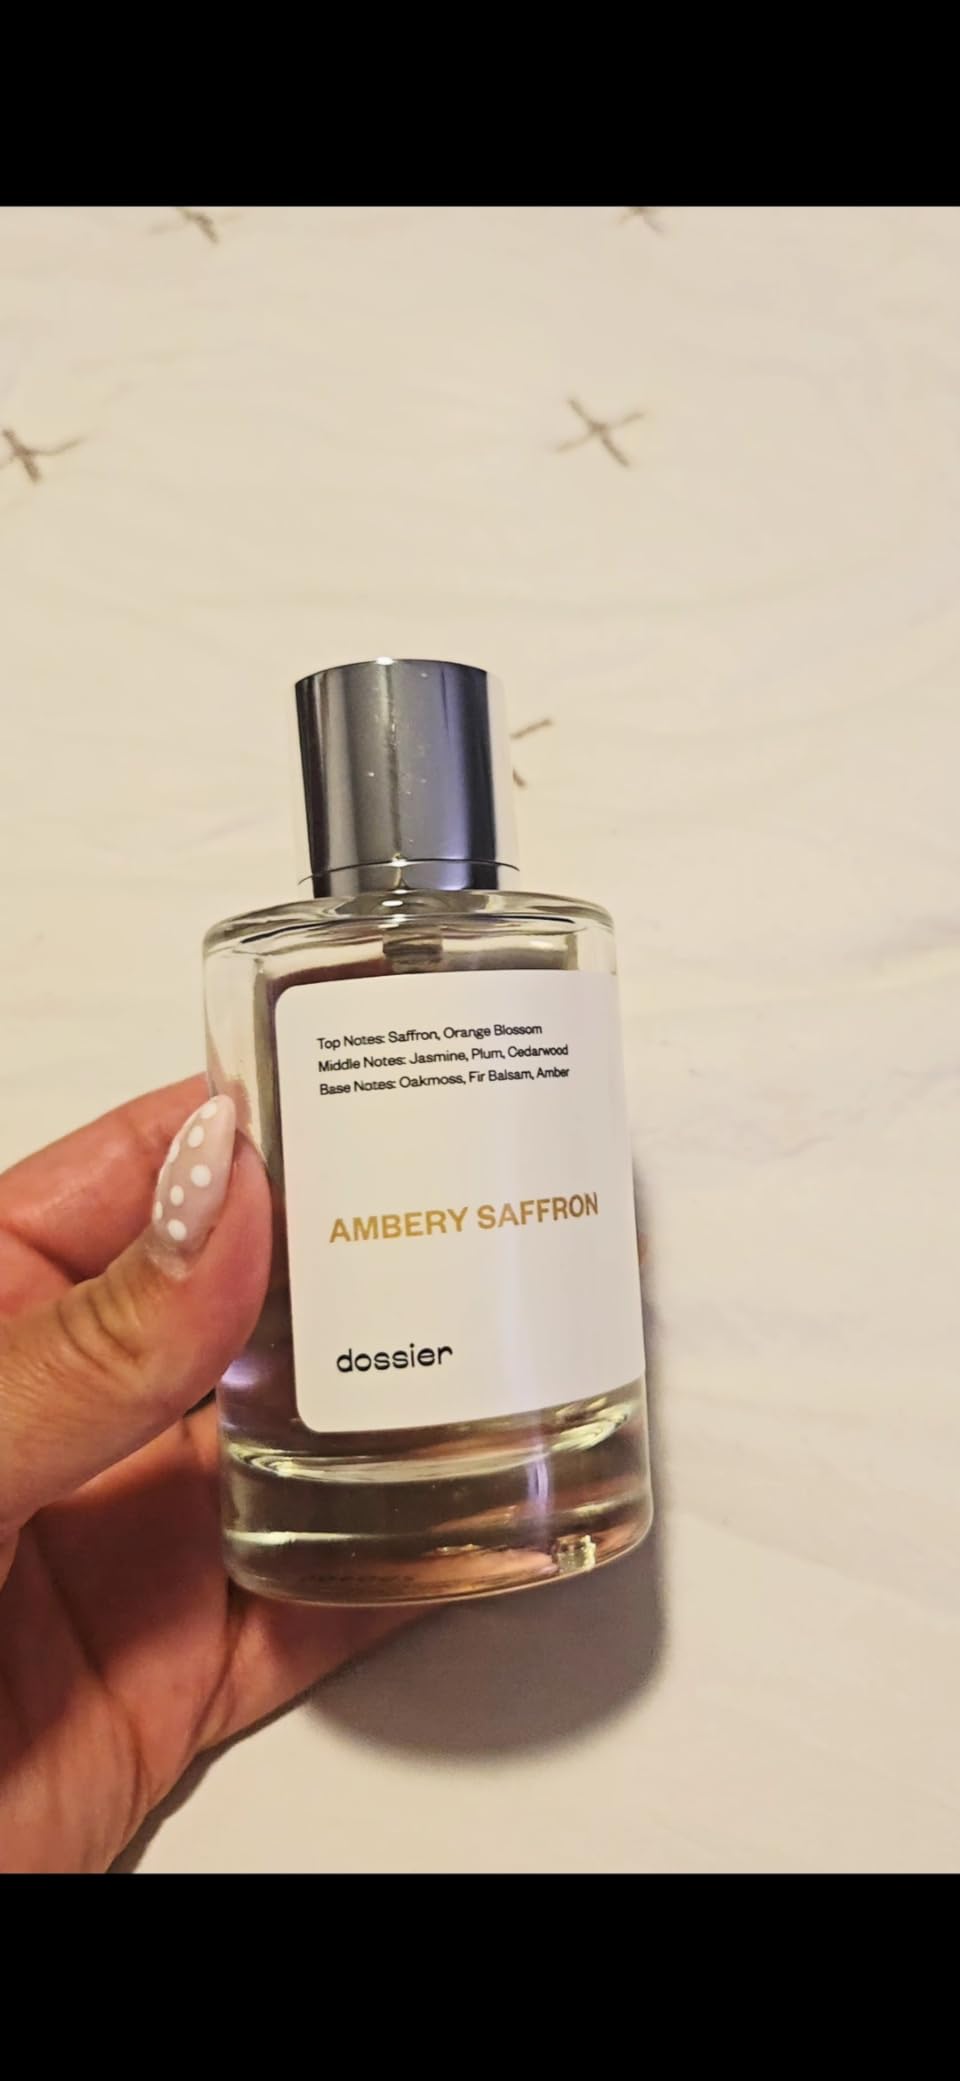 Top Notes: Saffron, Orange Blossom
Middle Notes: Jasmine, Plum, Cedarwood
Base Notes: Oakmoss, Fir Balsam, Amber
AMBERY SAFFRON
dossier